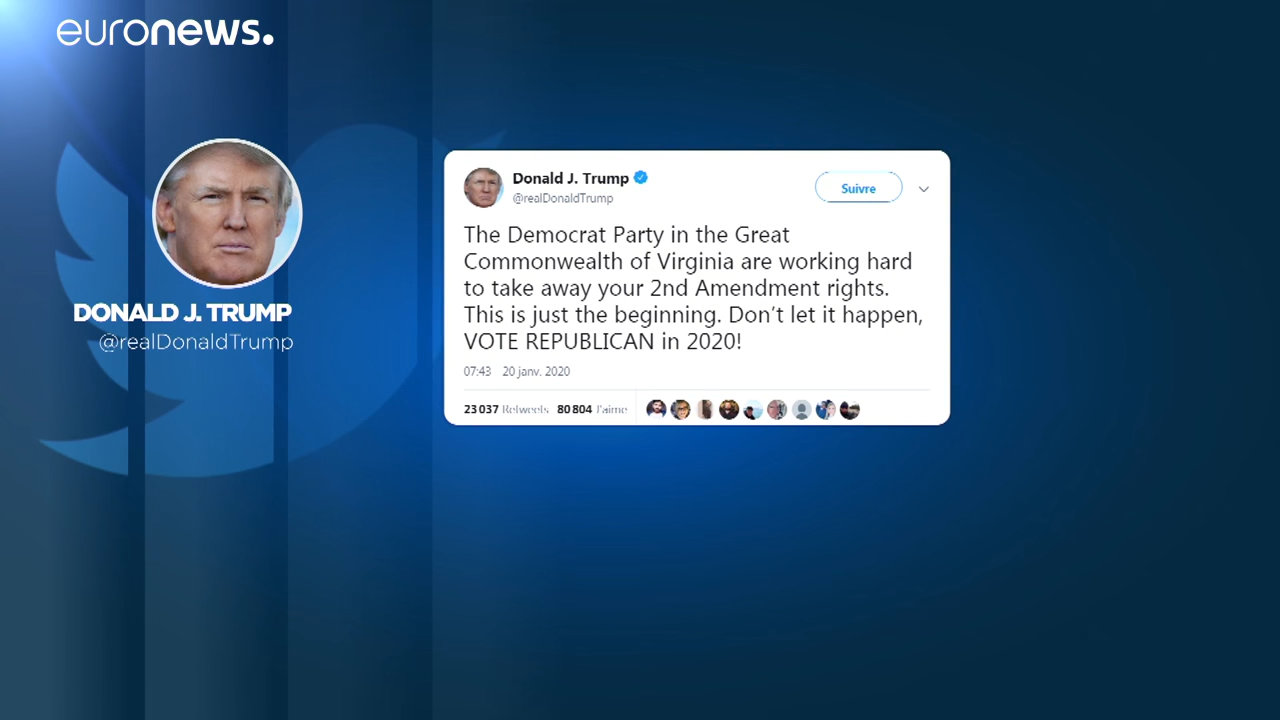 euronews.
DONALD J. TRUMP
@realDonaldTrump
Donald J. Trump
@realDonaldTrump
Suivre
The Democrat Party in the Great
Commonwealth of Virginia are working hard
to take away your 2nd Amendment rights.
This is just the beginning. Don't let it happen,
VOTE REPUBLICAN in 2020!
07:43 20 janv. 2020
23 037 Retweets 80 804 J'aime